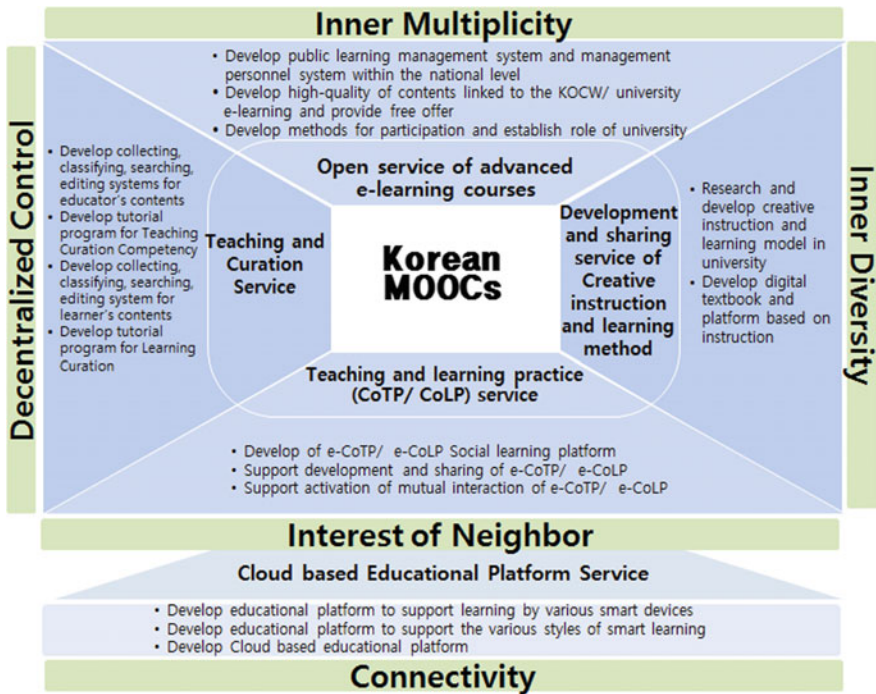 Inner Multiplicity
• Develop public learning management system and management
personnel system within the national level
• Develop high-quality of contents linked to the KOCW/ university
e-learning and provide free offer
• Develop methods for participation and establish role of university
Open service of advanced
e-learning courses
Decentralized Control
• Develop collecting,
classifying, searching,
editing systems for
educator's contents
• Develop tutorial
program for Teaching
Curation Competency
• Develop collecting,
classifying, searching,
editing system for
learner's contents
• Develop tutorial
program for Learning
Curation
Teaching and
Curation
Service
Korean
MOOCs
Development
and sharing
service of
Creative
instruction
and learning
method
• Research and
develop creative
instruction and
learning model in
university
• Develop digital
textbook and
platform based on
instruction
Inner Diversity
Teaching and learning practice
(CoTP/ CoLP) service
• Develop of e-CoTP/ e-CoLP Social learning platform
• Support development and sharing of e-CoTP/ e-CoLP
• Support activation of mutual interaction of e-CoTP/ e-CoLP
Interest of Neighbor
Cloud based Educational Platform Service
• Develop educational platform to support learning by various smart devices
• Develop educational platform to support the various styles of smart learning
• Develop Cloud based educational platform
Connectivity